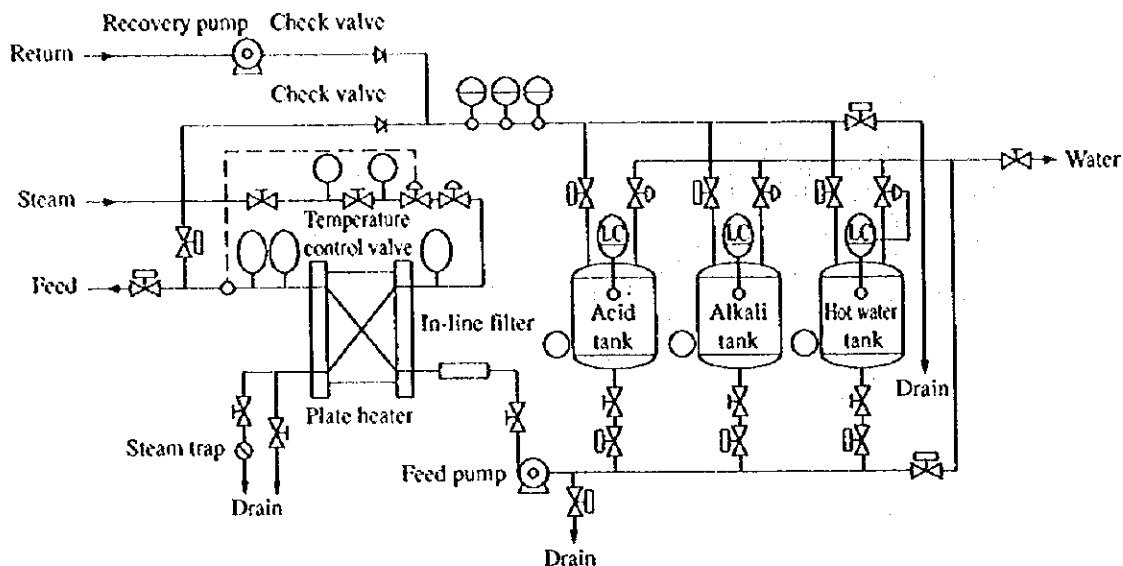 Recovery pump
Check valve
Return
Check valve
Water
Steam
Temperature
control valve
LC
LC
LC
Feed
In-line filter
Acid
tank
Alkali
tank
Hot water
tank
Drain
Plate heater
Steam trap
Feed pump
Drain
Drain